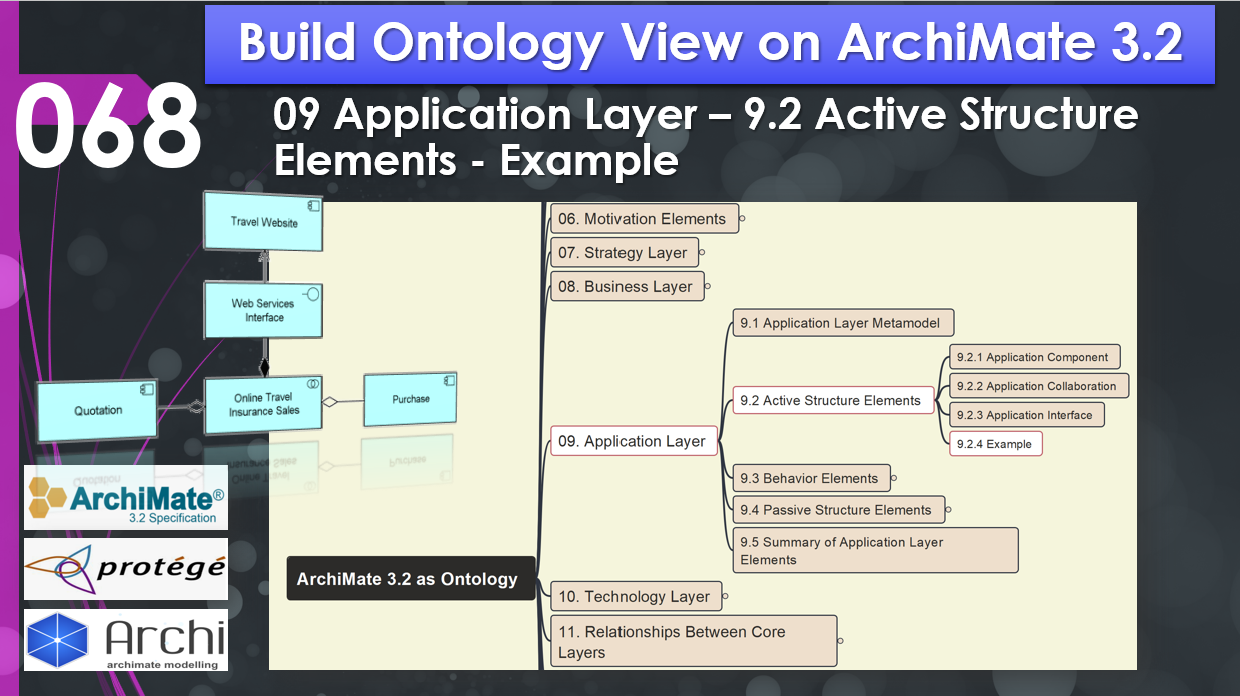 Build Ontology View on ArchiMate 3.2
068
09 Application Layer – 9.2 Active Structure
Elements - Example
Travel Website
Web Services
Interface
Quotation
Online Travel
Insurance Sales
Purchase
ArchiMate®
3.2 Specification
protégé
Archi
archimate modelling
ArchiMate 3.2 as Ontology
06. Motivation Elements
07. Strategy Layer
08. Business Layer
09. Application Layer
9.1 Application Layer Metamodel
9.2 Active Structure Elements
9.2.1 Application Component
9.2.2 Application Collaboration
9.2.3 Application Interface
9.2.4 Example
9.3 Behavior Elements
9.4 Passive Structure Elements
9.5 Summary of Application Layer
Elements
10. Technology Layer
11. Relationships Between Core
Layers